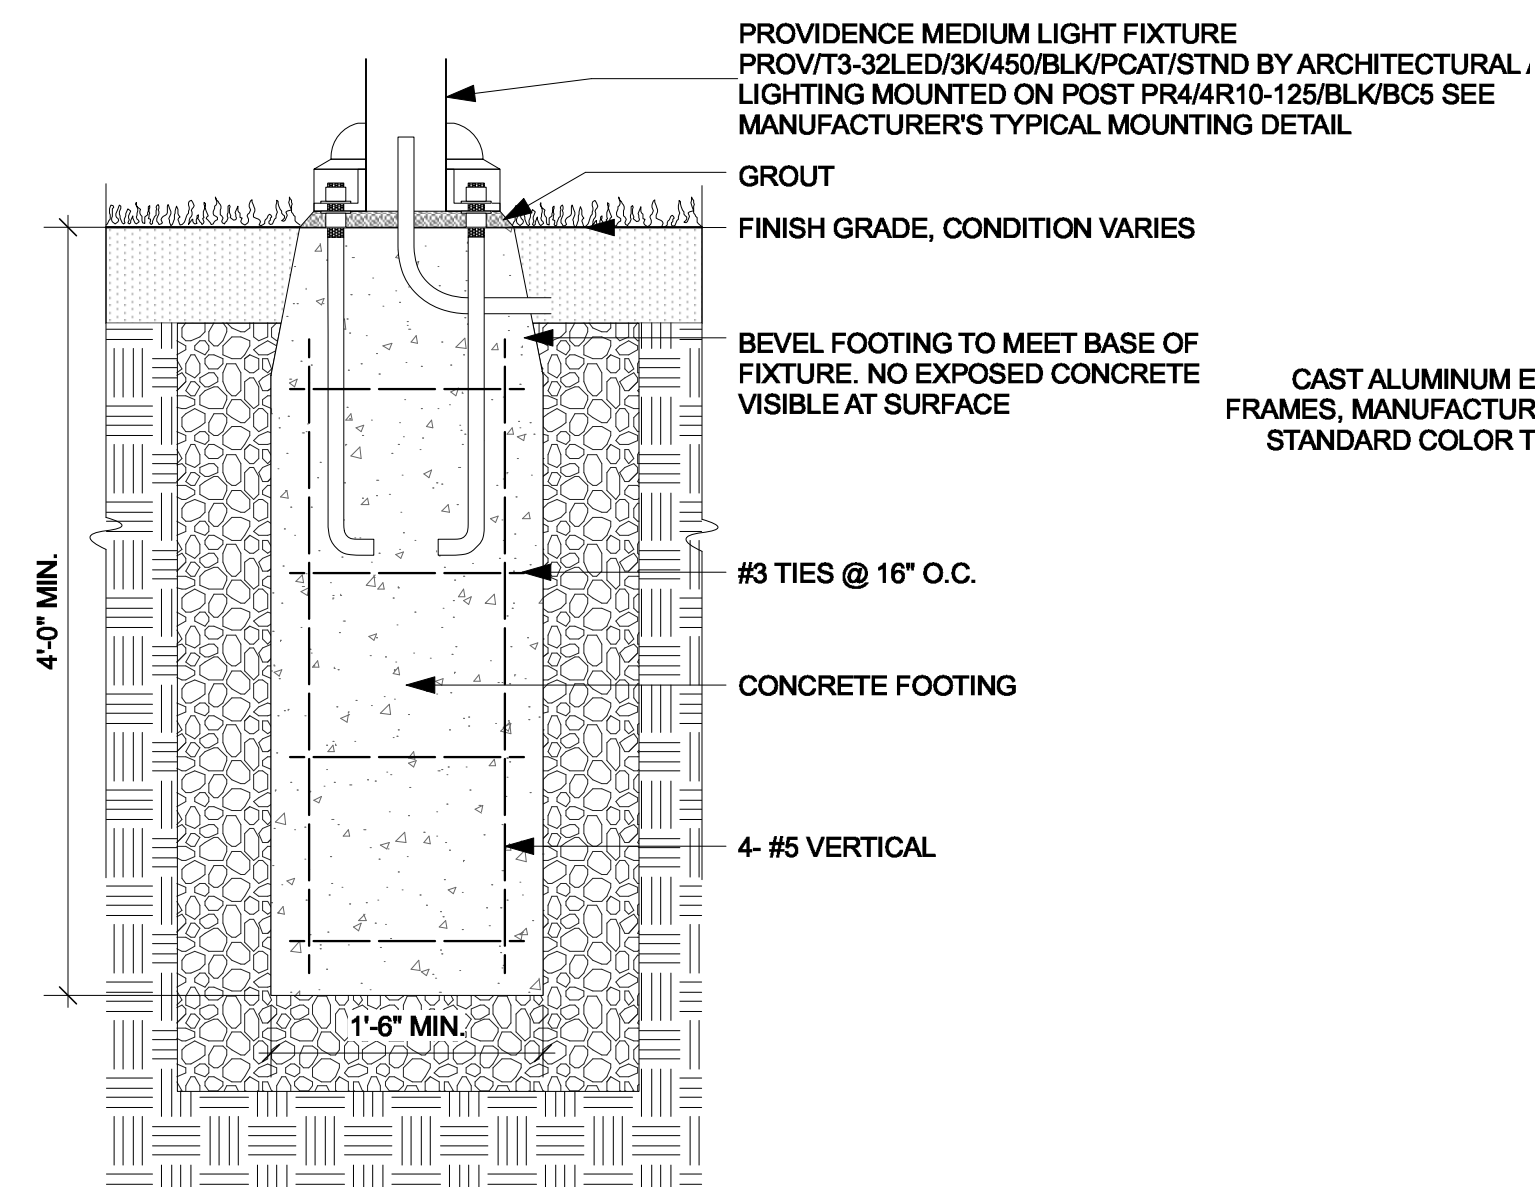 PROVIDENCE MEDIUM LIGHT FIXTURE
PROV/T3-32LED/3K/450/BLK/PCAT/STND BY ARCHITECTURAL
LIGHTING MOUNTED ON POST PR4/4R10-125/BLK/BC5 SEE
MANUFACTURER'S TYPICAL MOUNTING DETAIL
GROUT
FINISH GRADE, CONDITION VARIES
BEVEL FOOTING TO MEET BASE OF
FIXTURE. NO EXPOSED CONCRETE
VISIBLE AT SURFACE
CAST ALUMINUM E
FRAMES, MANUFACTUR
STANDARD COLOR T
4'-0" MIN.
#3 TIES @ 16" O.C.
CONCRETE FOOTING
4- #5 VERTICAL
1'-6" MIN.